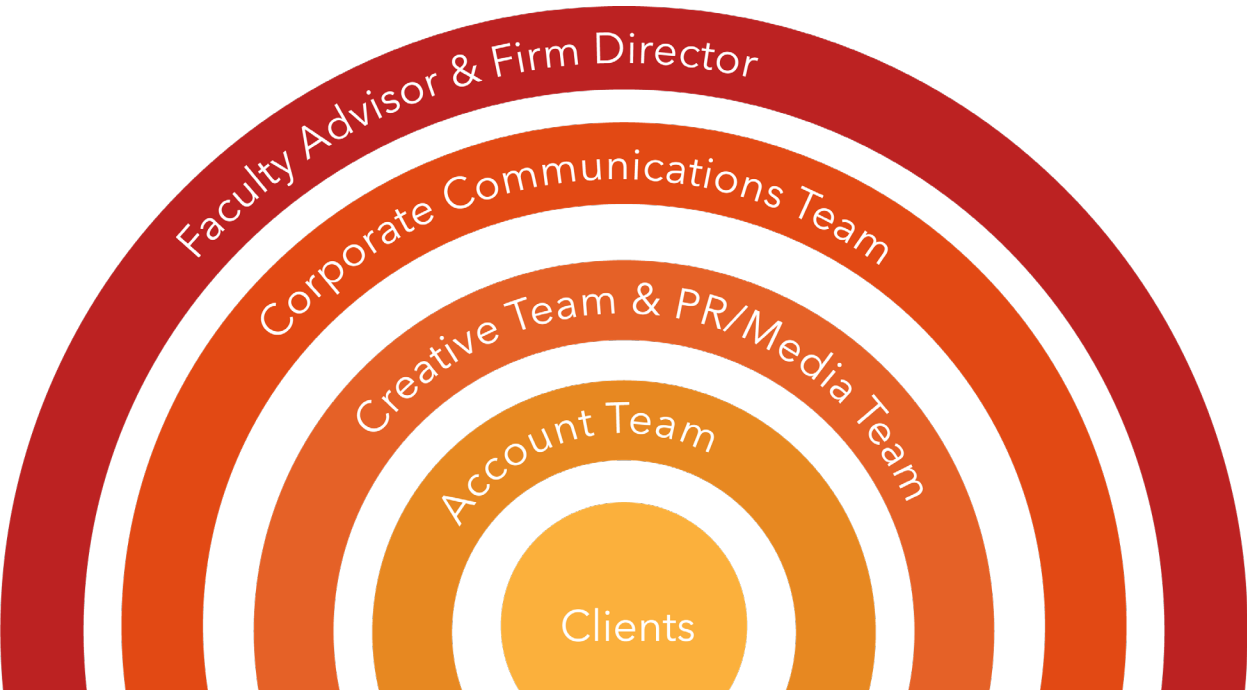 Faculty Advisor & Firm Director
Corporate Communications Team
Creative Team & PR/Media Team
Account Team
Clients